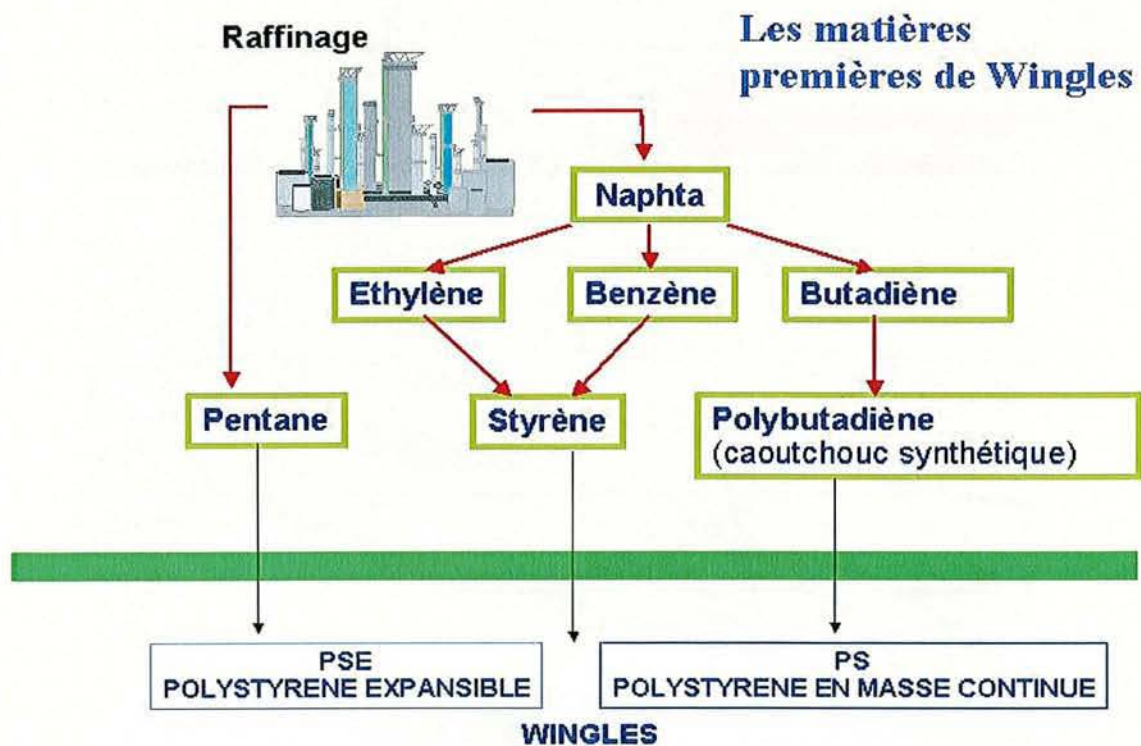 Raffinage
Les matières
premières de Wingles
Naphta
Ethylène
Benzène
Butadiène
Pentane
Styrène
Polybutadiène
(caoutchouc synthétique)
PSE
POLYSTYRENE EXPANSIBLE
PS
POLYSTYRENE EN MASSE CONTINUE
WINGLES